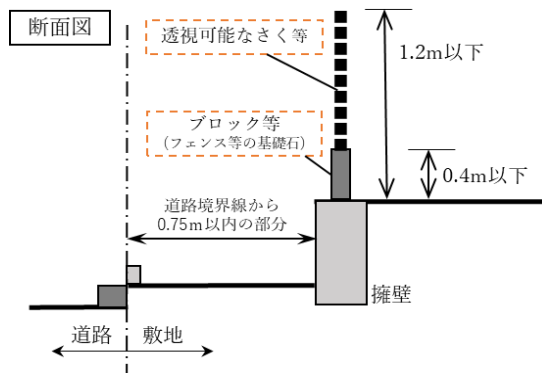 断面図
透視可能なさく等
1.2m以下
ブロック等
（フェンス等の基礎石）
0.4m以下
道路境界線から
0.75m以内の部分
擁壁
道路
敷地